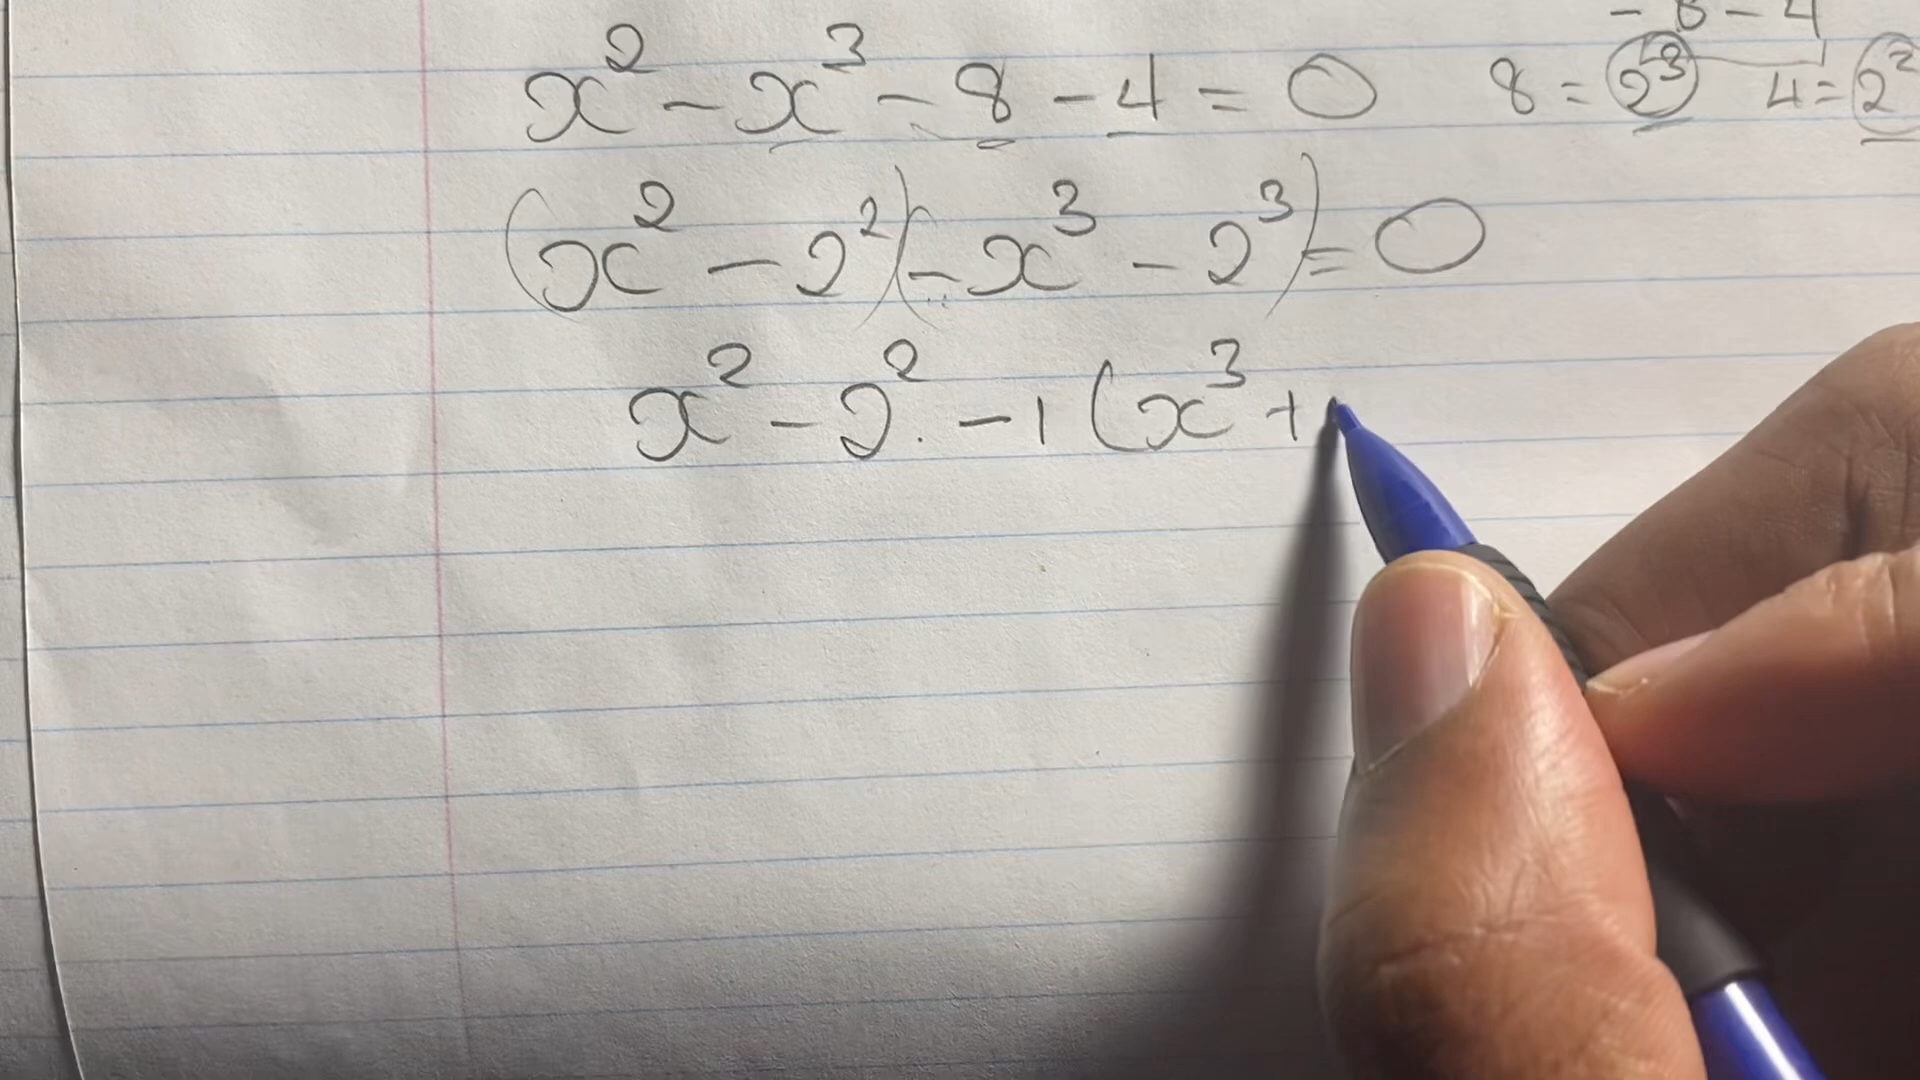 - 8 - 4
x² - x³ - 8 - 4 = 0 8 = 2³ 4 = 2²
(x² - 2²)(- x³ - 2³) = 0
x² - 2². - 1 (x³ +